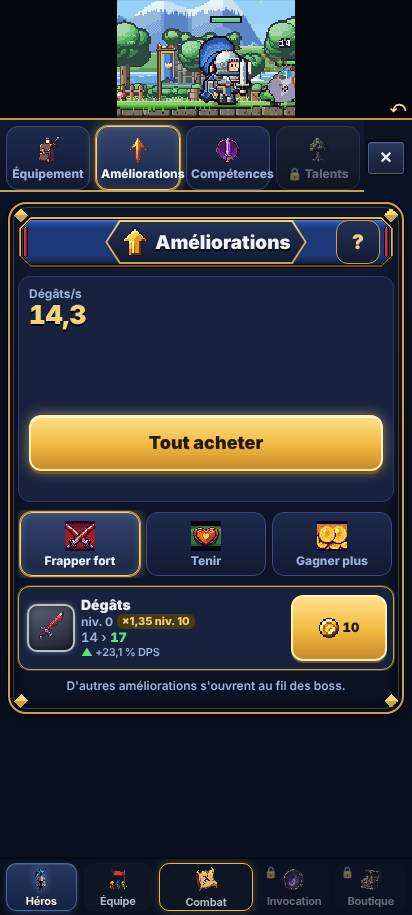 14
Équipement
Améliorations
Compétences
Talents
×
Améliorations
?
Dégâts/s
14,3
Tout acheter
Frapper fort
Tenir
Gagner plus
Dégâts
niv. 0 ×1,35 niv. 10
14 › 17
▲ +23,1 % DPS
10
D'autres améliorations s'ouvrent au fil des boss.
Héros
Équipe
Combat
Invocation
Boutique